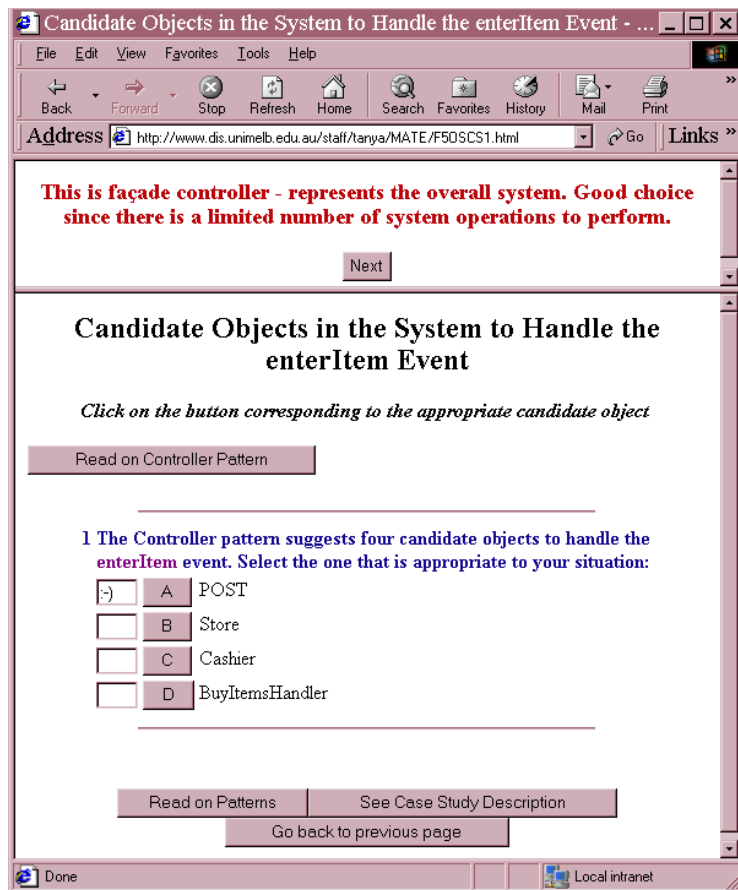 Candidate Objects in the System to Handle the enterItem Event - ...
File Edit View Favorites Tools Help
Back Forward Stop Refresh Home Search Favorites History Mail Print »
Address http://www.dis.unimelb.edu.au/staff/tanya/MATE/F5OSCS1.html Go Links »
This is façade controller - represents the overall system. Good choice
since there is a limited number of system operations to perform.
Next
Candidate Objects in the System to Handle the
enterItem Event
Click on the button corresponding to the appropriate candidate object
Read on Controller Pattern
1 The Controller pattern suggests four candidate objects to handle the
enterItem event. Select the one that is appropriate to your situation:
:-) A POST
B Store
C Cashier
D BuyItemsHandler
Read on Patterns See Case Study Description
Go back to previous page
Done Local intranet